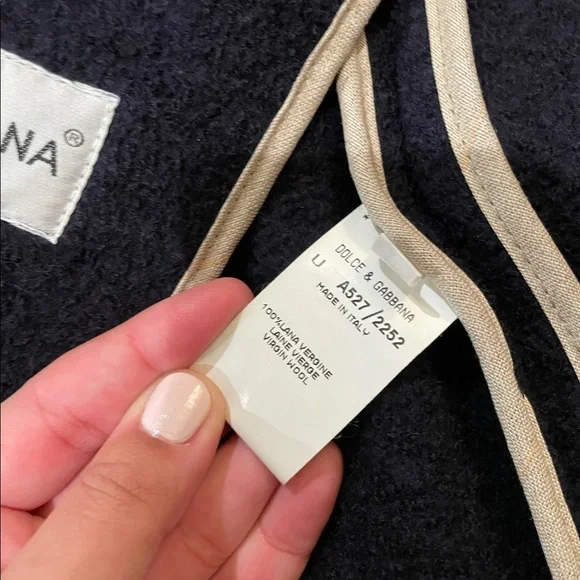 NA®
DOLCE & GABBANA
U A527/2252
MADE IN ITALY
100%LANA VERGINE
LAINE VIERGE
VIRGIN WOOL